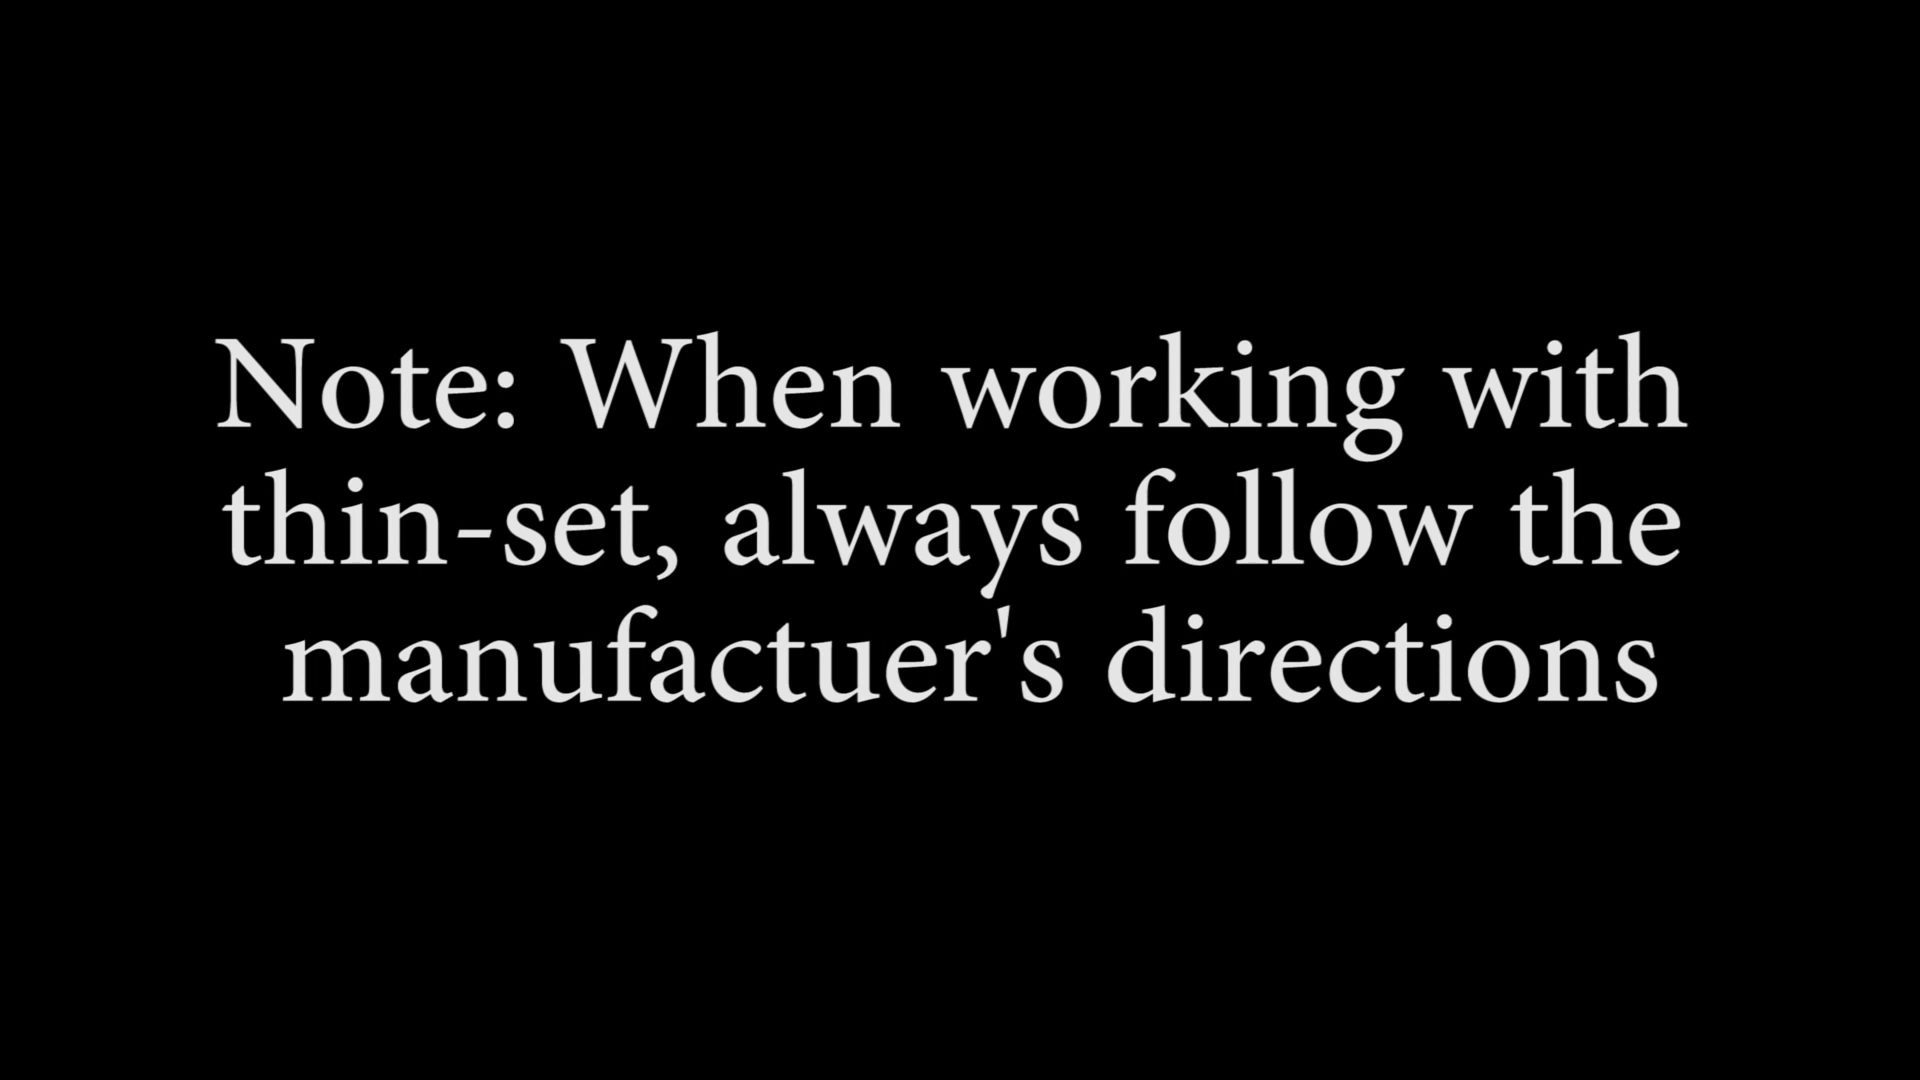 Note: When working with
thin-set, always follow the
manufactuer's directions